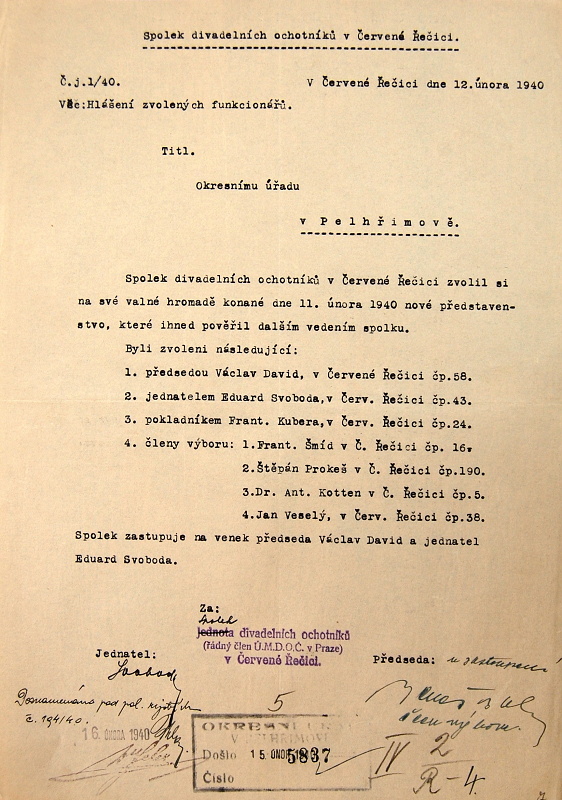 Spolek divadelních ochotníků v Červené Řečici.
Č.j.1/40.
V Červené Řečici dne 12.února 1940
Věc:Hlášení zvolených funkcionářů.
Titl.
Okresnímu úřadu
v Pelhřimově.
Spolek divadelních ochotníků v Červené Řečici zvolil si
na své valné hromadě konané dne 11. února 1940 nové představen-
stvo, které ihned pověřil dalším vedením spolku.
Byli zvoleni následující:
1. předsedou Václav David, v Červené Řečici čp.58.
2. jednatelem Eduard Svoboda,v Červ. Řečici čp.43.
3. pokladníkem Frant. Kubera,v Červ. Řečici čp.24.
4. členy výboru: 1.Frant. Šmíd v Č. Řečici čp. 16.
2.Štěpán Prokeš v Č. Řečici čp.190.
3.Dr. Ant. Kotten v Č. Řečici čp.5.
4.Jan Veselý, v Červ. Řečici čp.38.
Spolek zastupuje na venek předseda Václav David a jednatel
Eduard Svoboda.
Za:
spolek
jednota divadelních ochotníků
(řádný člen Ú.M.D.O.Č. v Praze)
v Červené Řečici.
Jednatel:
Svoboda
Předseda: v zastoupení
člen výboru.
č. 194/40.
16 ÚNORA 1940
5
OKRESNÍ
V PELHŘIMOVĚ
Došlo 15 ÚNOR 5837
Číslo
IV 2
R-4.